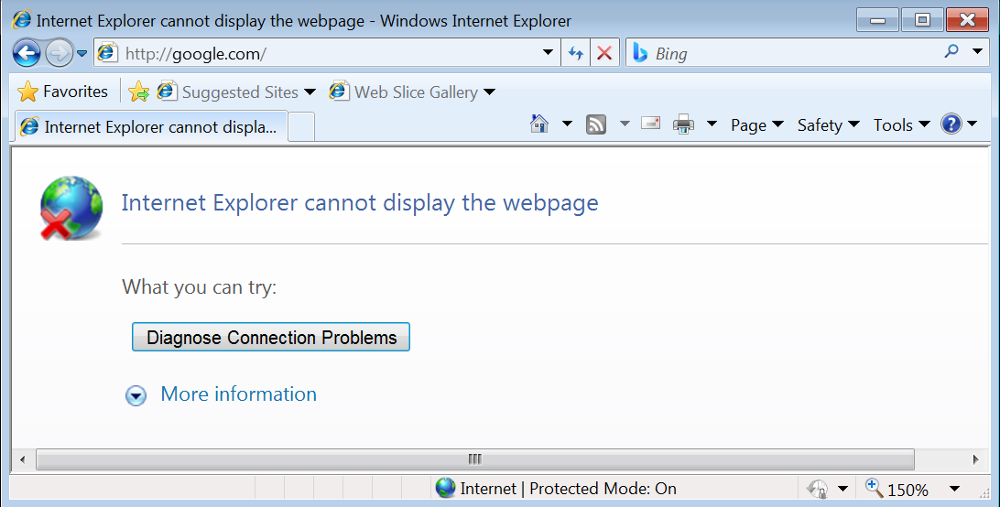 Internet Explorer cannot display the webpage - Windows Internet Explorer
http://google.com/
Bing
Favorites Suggested Sites Web Slice Gallery
Internet Explorer cannot displa... Page Safety Tools ?
Internet Explorer cannot display the webpage
What you can try:
Diagnose Connection Problems
More information
Internet | Protected Mode: On 150%